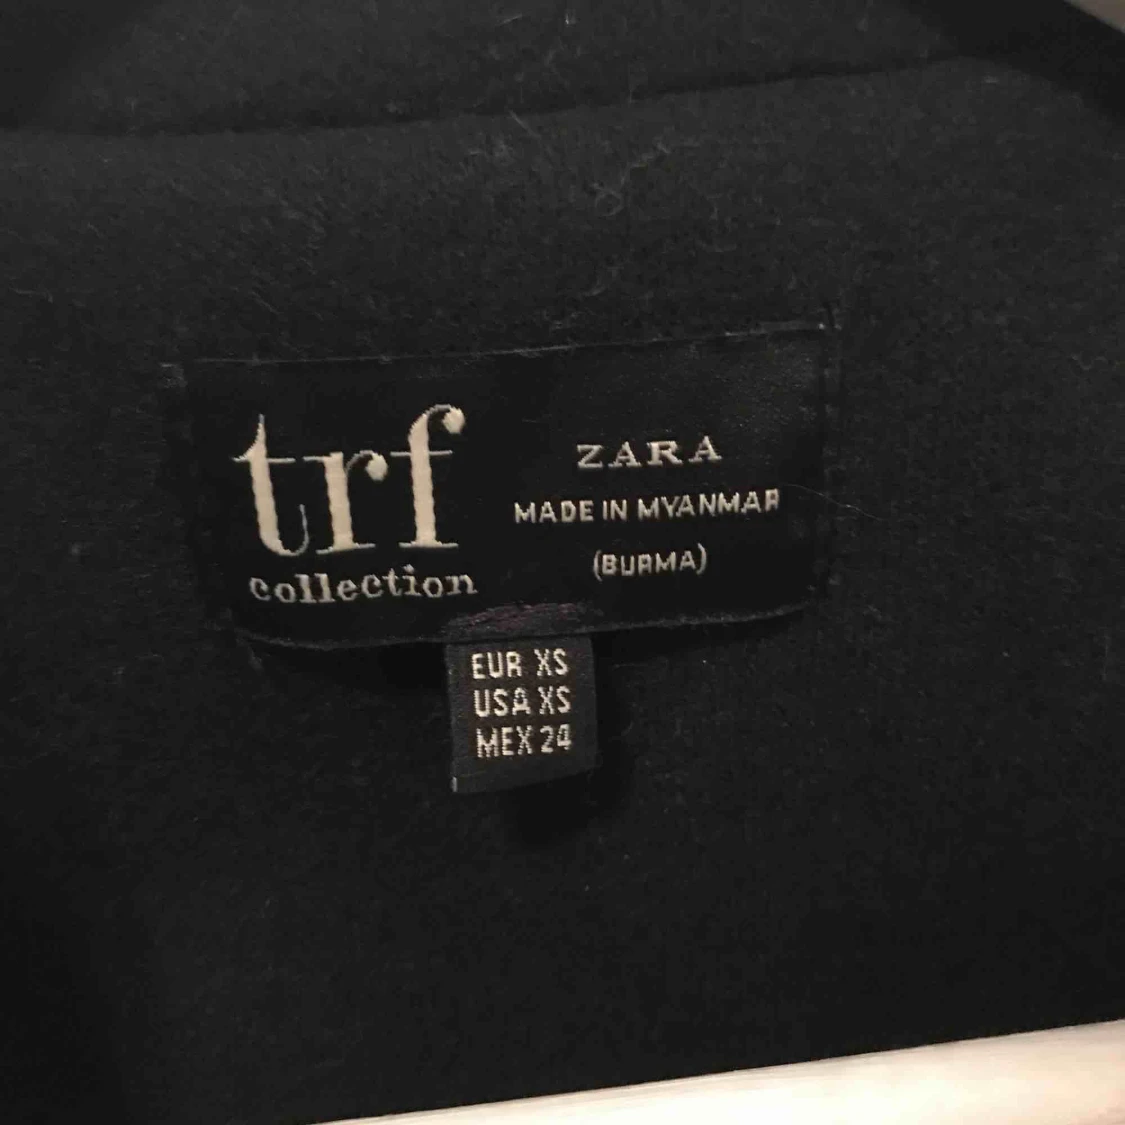 trf
collection
ZARA
MADE IN MYANMAR
(BURMA)
EUR XS
USA XS
MEX 24